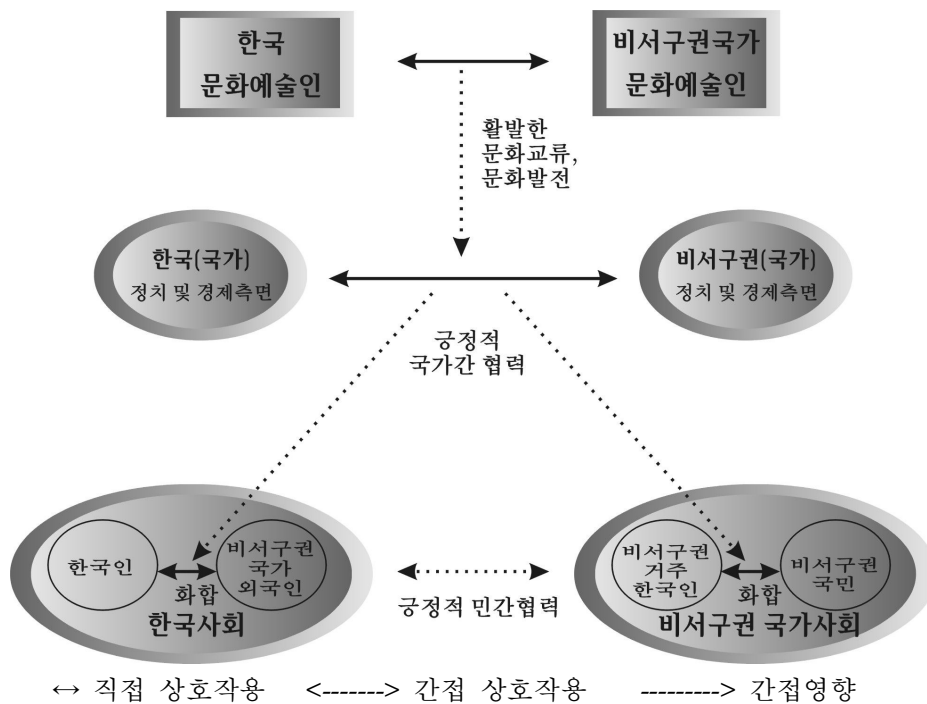 한국
문화예술인
비서구권국가
문화예술인
활발한
문화교류,
문화발전
한국(국가)
정치 및 경제측면
비서구권(국가)
정치 및 경제측면
긍정적
국가간 협력
한국인
화합
비서구권
국가
외국인
한국사회
긍정적 민간협력
비서구권
거주
한국인
화합
비서구권
국민
비서구권 국가사회
↔ 직접 상호작용 <-------> 간접 상호작용 ---------> 간접영향